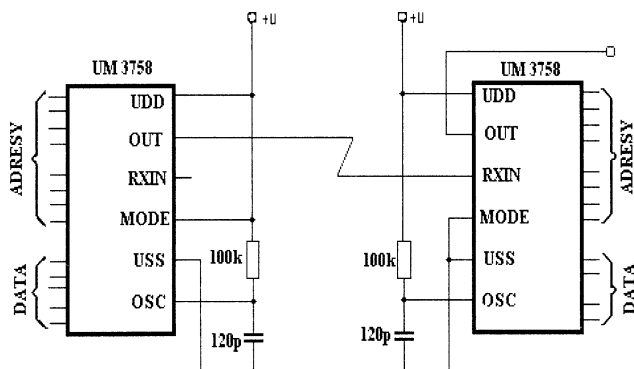 +U
+U
UM 3758
UM 3758
ADRESY
DATA
UDD
OUT
RXIN
MODE
USS
OSC
100k
120p
100k
120p
UDD
OUT
RXIN
MODE
USS
OSC
ADRESY
DATA